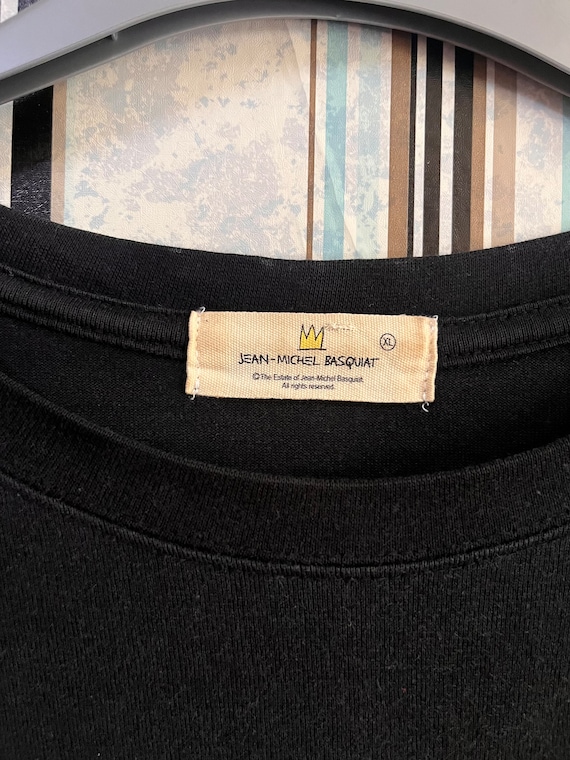 JEAN-MICHEL BASQUIAT
XL
© The Estate of Jean-Michel Basquiat.
All rights reserved.